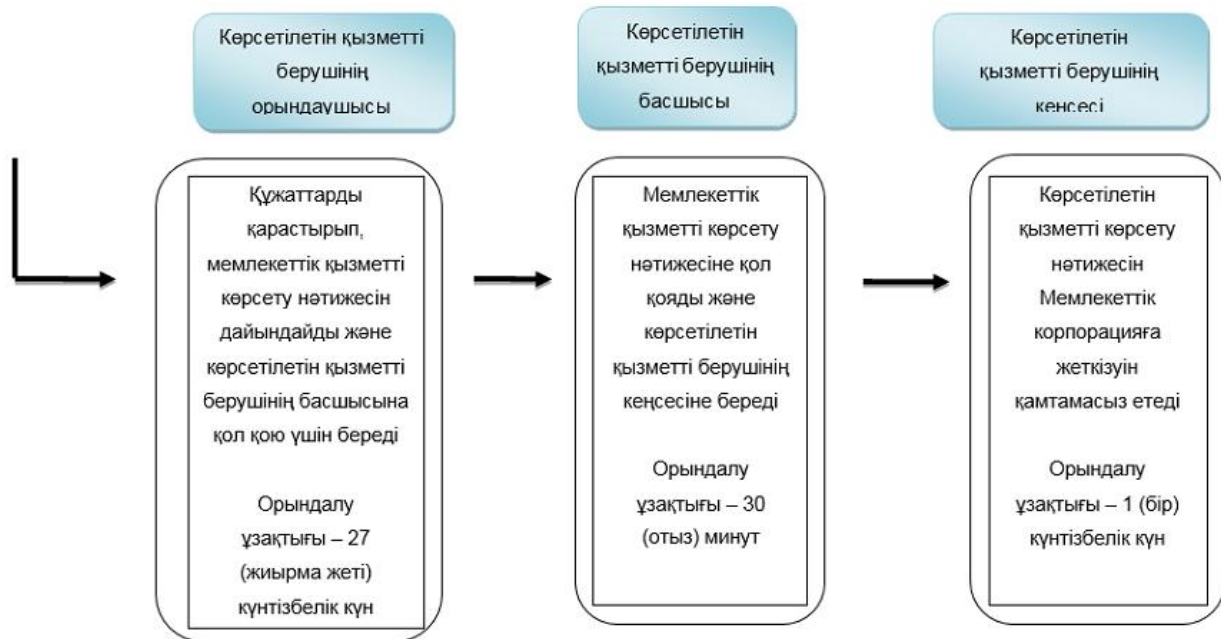 Көрсетілетін қызметті
берушінің
орындаушысы
Көрсетілетін
қызметті берушінің
басшысы
Көрсетілетін
қызметті берушінің
кеңсесі
Құжаттарды
қарастырып,
мемлекеттік қызметті
көрсету нәтижесін
дайындайды және
көрсетілетін қызметті
берушінің басшысына
қол қою үшін береді
Орындалу
ұзақтығы – 27
(жиырма жеті)
күнтізбелік күн
Мемлекеттік
қызметті көрсету
нәтижесіне қол
қояды және
көрсетілетін
қызметті берушінің
кеңсесіне береді
Орындалу
ұзақтығы – 30
(отыз) минут
Көрсетілетін
қызметті көрсету
нәтижесін
Мемлекеттік
корпорацияға
жеткізуін
қамтамасыз етеді
Орындалу
ұзақтығы – 1 (бір)
күнтізбелік күн